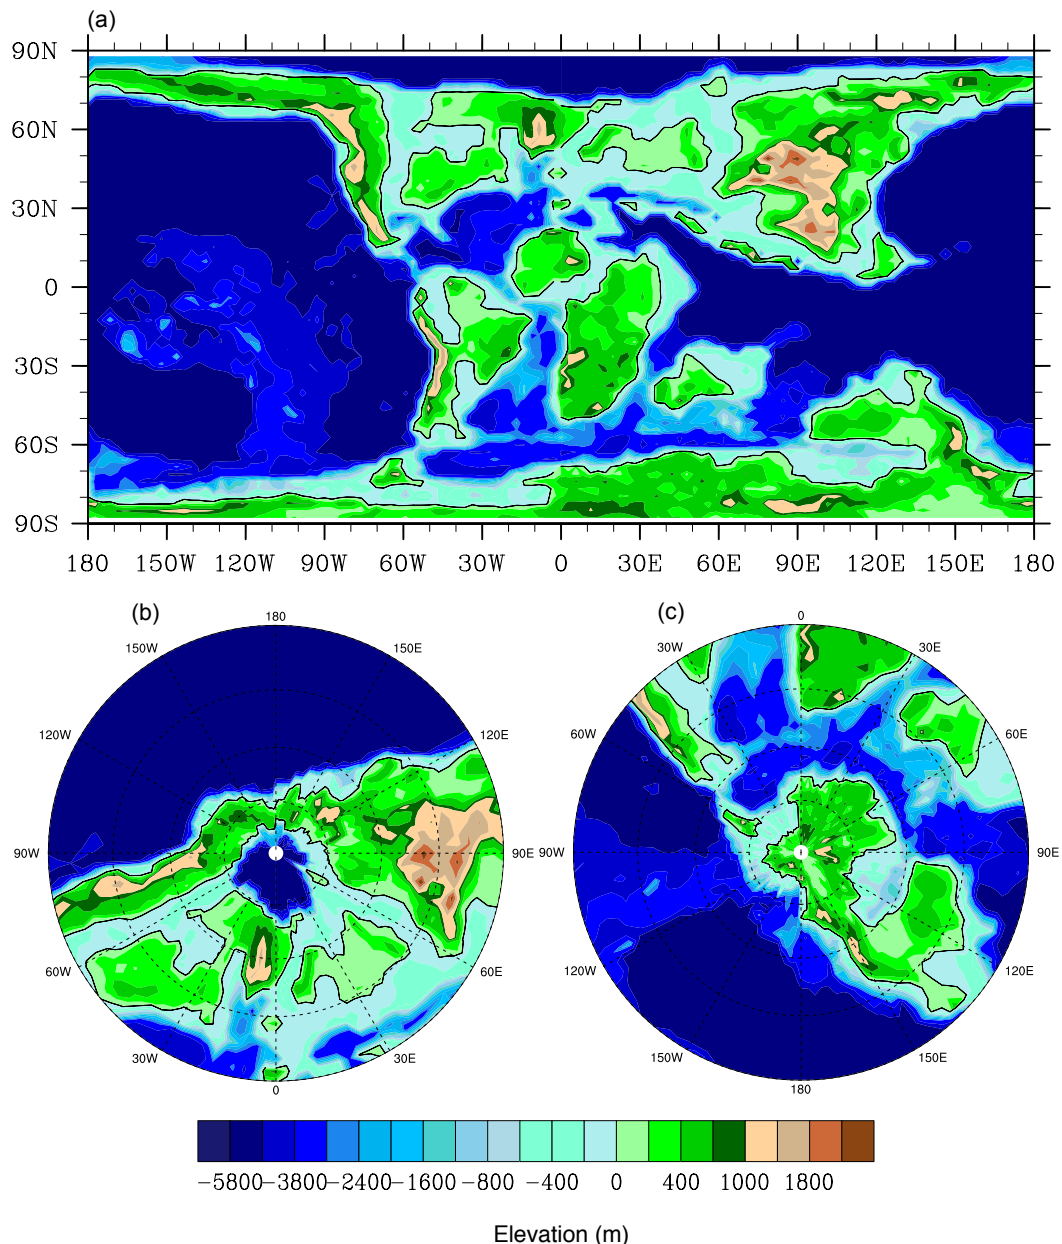 (a)
90N
60N
30N
0
30S
60S
90S
180 150W 120W 90W 60W 30W 0 30E 60E 90E 120E 150E 180
(b)
180
150W 150E
120W 120E
90W 90E
60W 60E
30W 30E
0
(c)
0
30W 30E
60W 60E
90W 90E
120W 120E
150W 150E
180
−5800 −3800 −2400 −1600 −800 −400 0 400 1000 1800
Elevation (m)